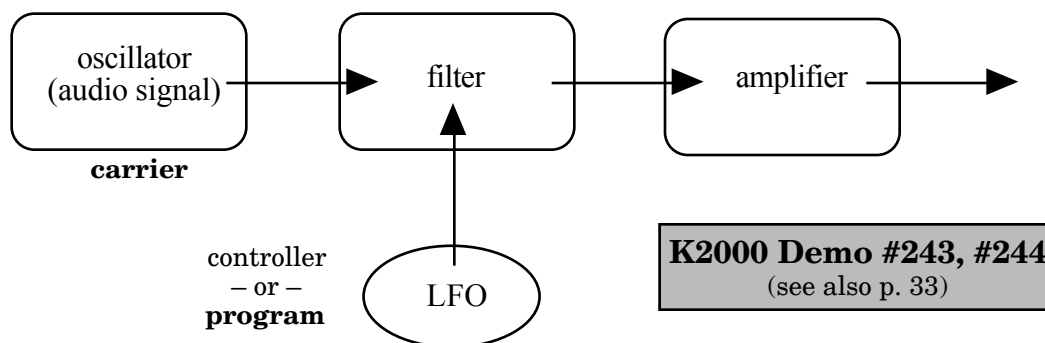 oscillator
(audio signal)
filter
amplifier
carrier
controller
– or –
program
LFO
K2000 Demo #243, #244
(see also p. 33)